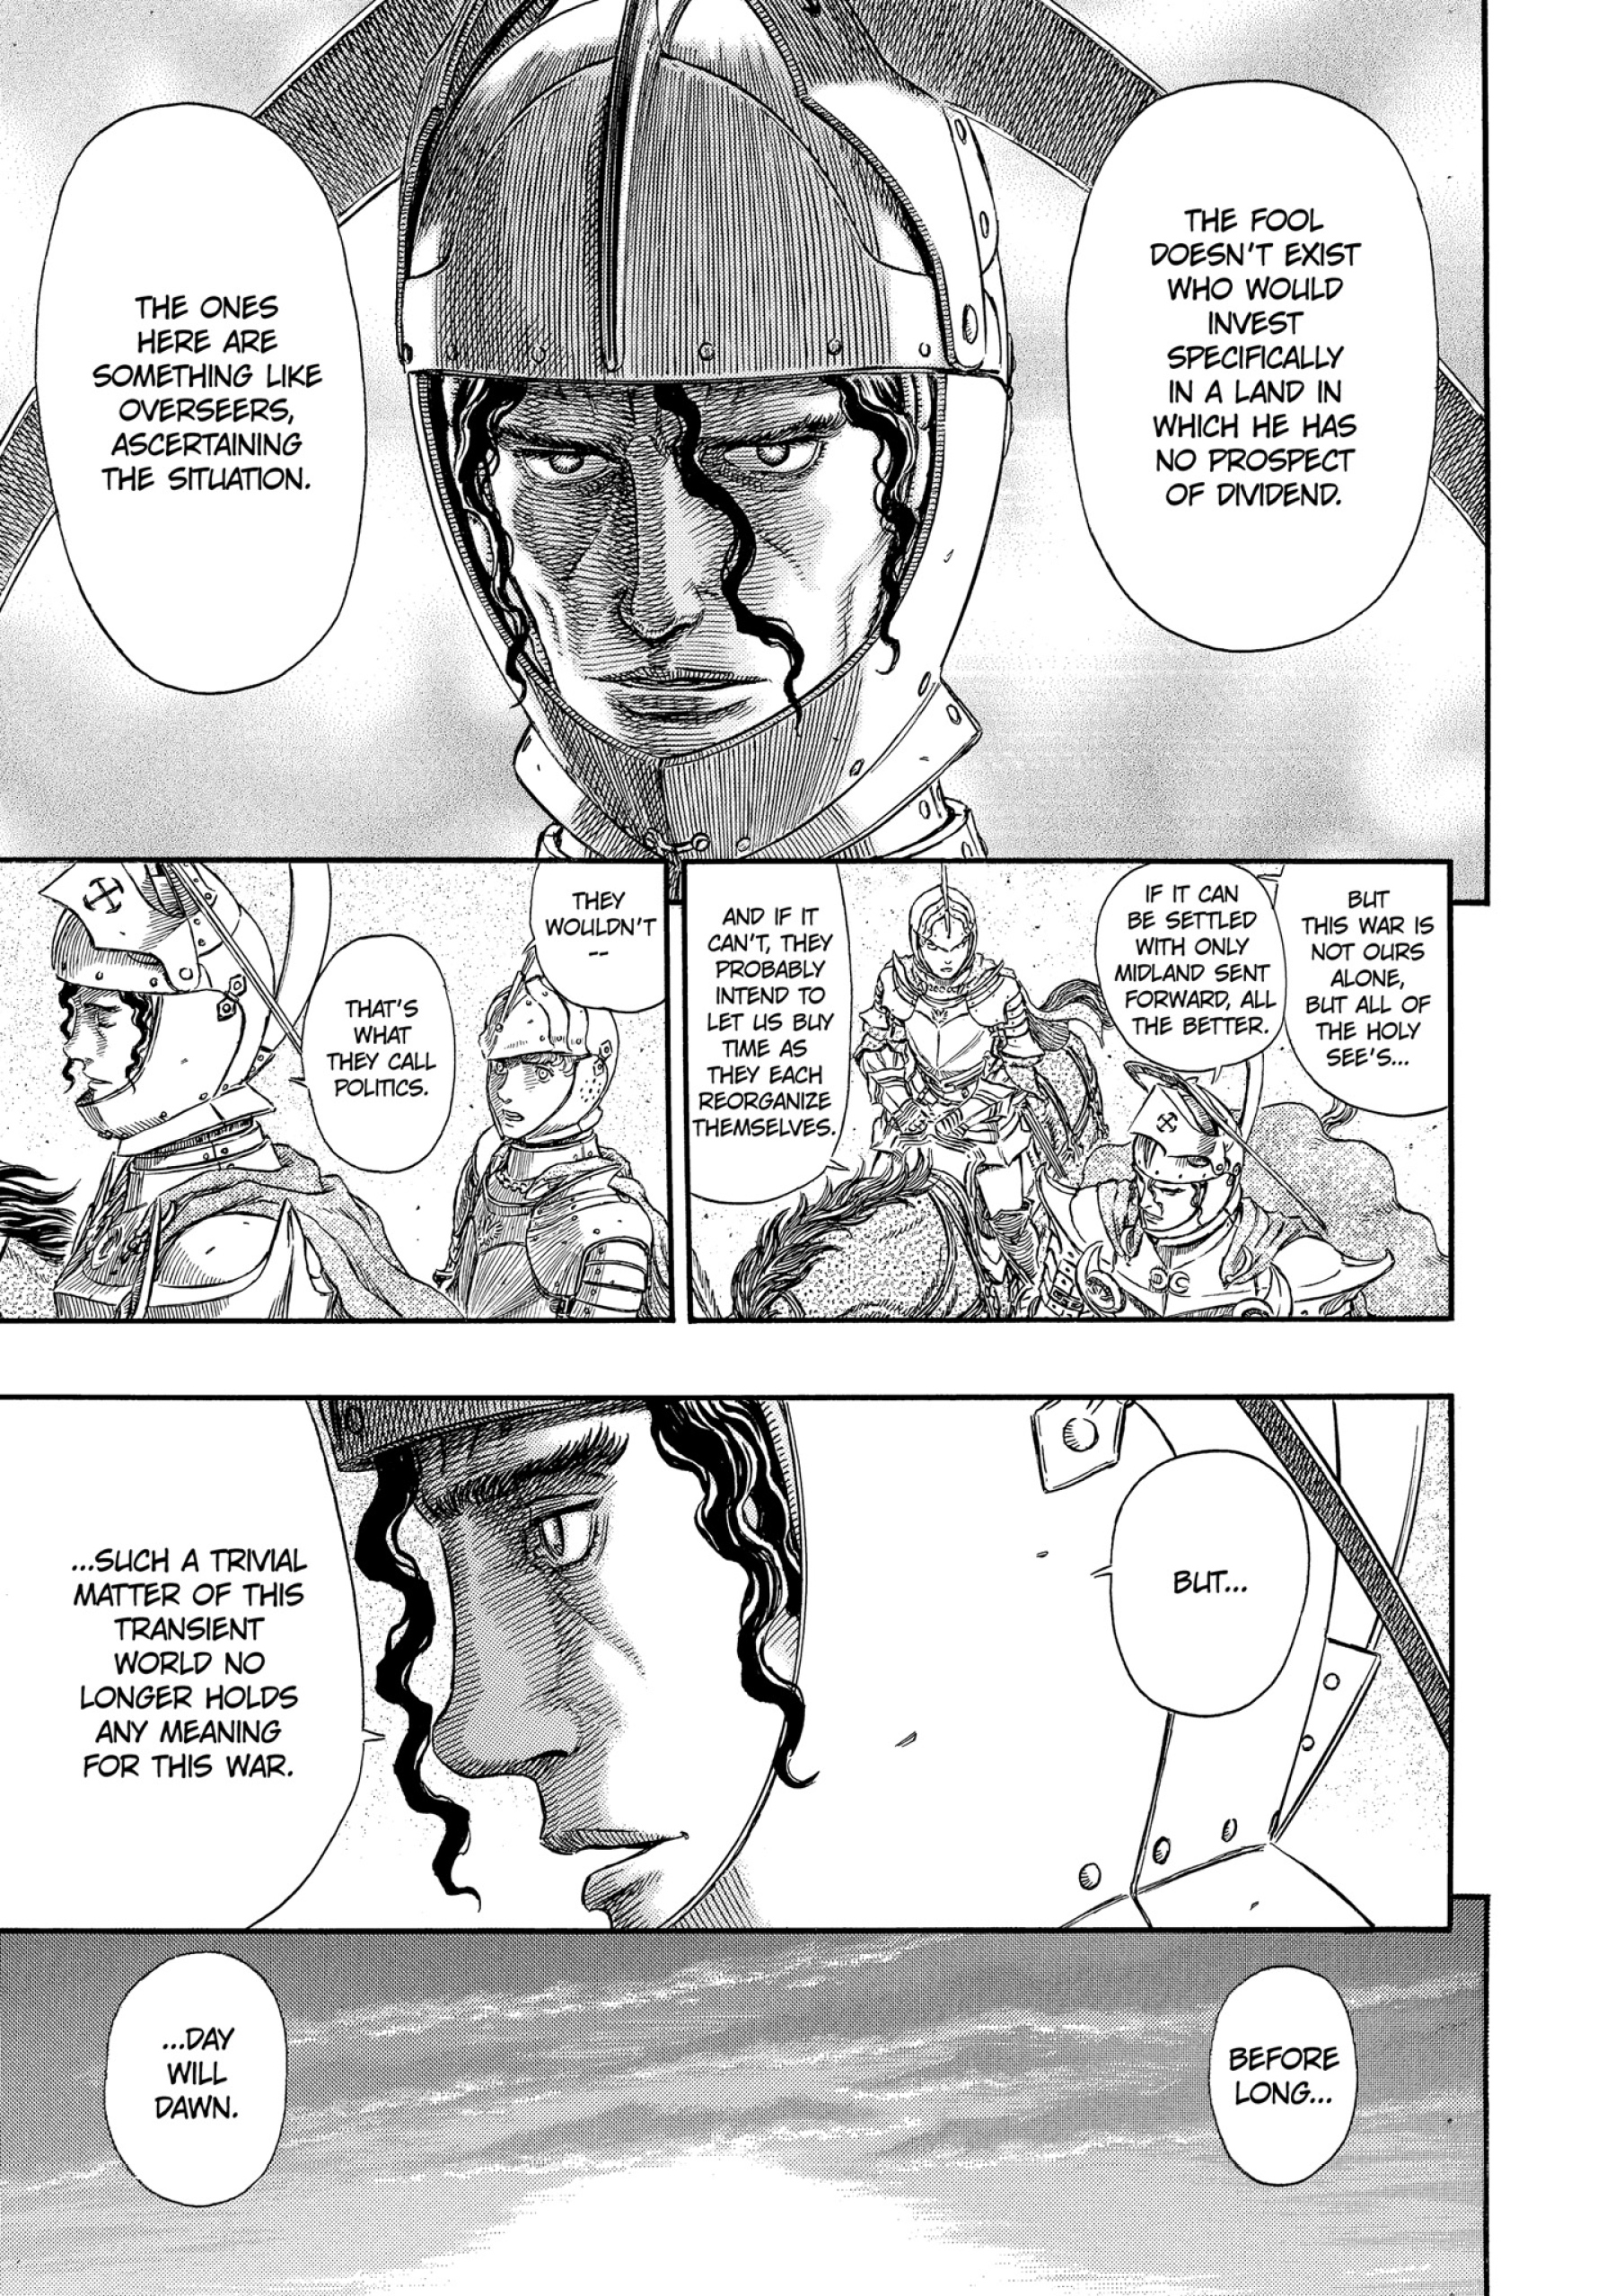 THE FOOL
DOESN'T EXIST
WHO WOULD
INVEST
SPECIFICALLY
IN A LAND IN
WHICH HE HAS
NO PROSPECT
OF DIVIDEND.
THE ONES
HERE ARE
SOMETHING LIKE
OVERSEERS,
ASCERTAINING
THE SITUATION.
BUT
THIS WAR IS
NOT OURS
ALONE,
BUT ALL OF
THE HOLY
SEE'S...
IF IT CAN
BE SETTLED
WITH ONLY
MIDLAND SENT
FORWARD, ALL
THE BETTER.
AND IF IT
CAN'T, THEY
PROBABLY
INTEND TO
LET US BUY
TIME AS
THEY EACH
REORGANIZE
THEMSELVES.
THEY
WOULDN'T
--
THAT'S
WHAT
THEY CALL
POLITICS.
BUT...
...SUCH A TRIVIAL
MATTER OF THIS
TRANSIENT
WORLD NO
LONGER HOLDS
ANY MEANING
FOR THIS WAR.
BEFORE
LONG...
...DAY
WILL
DAWN.